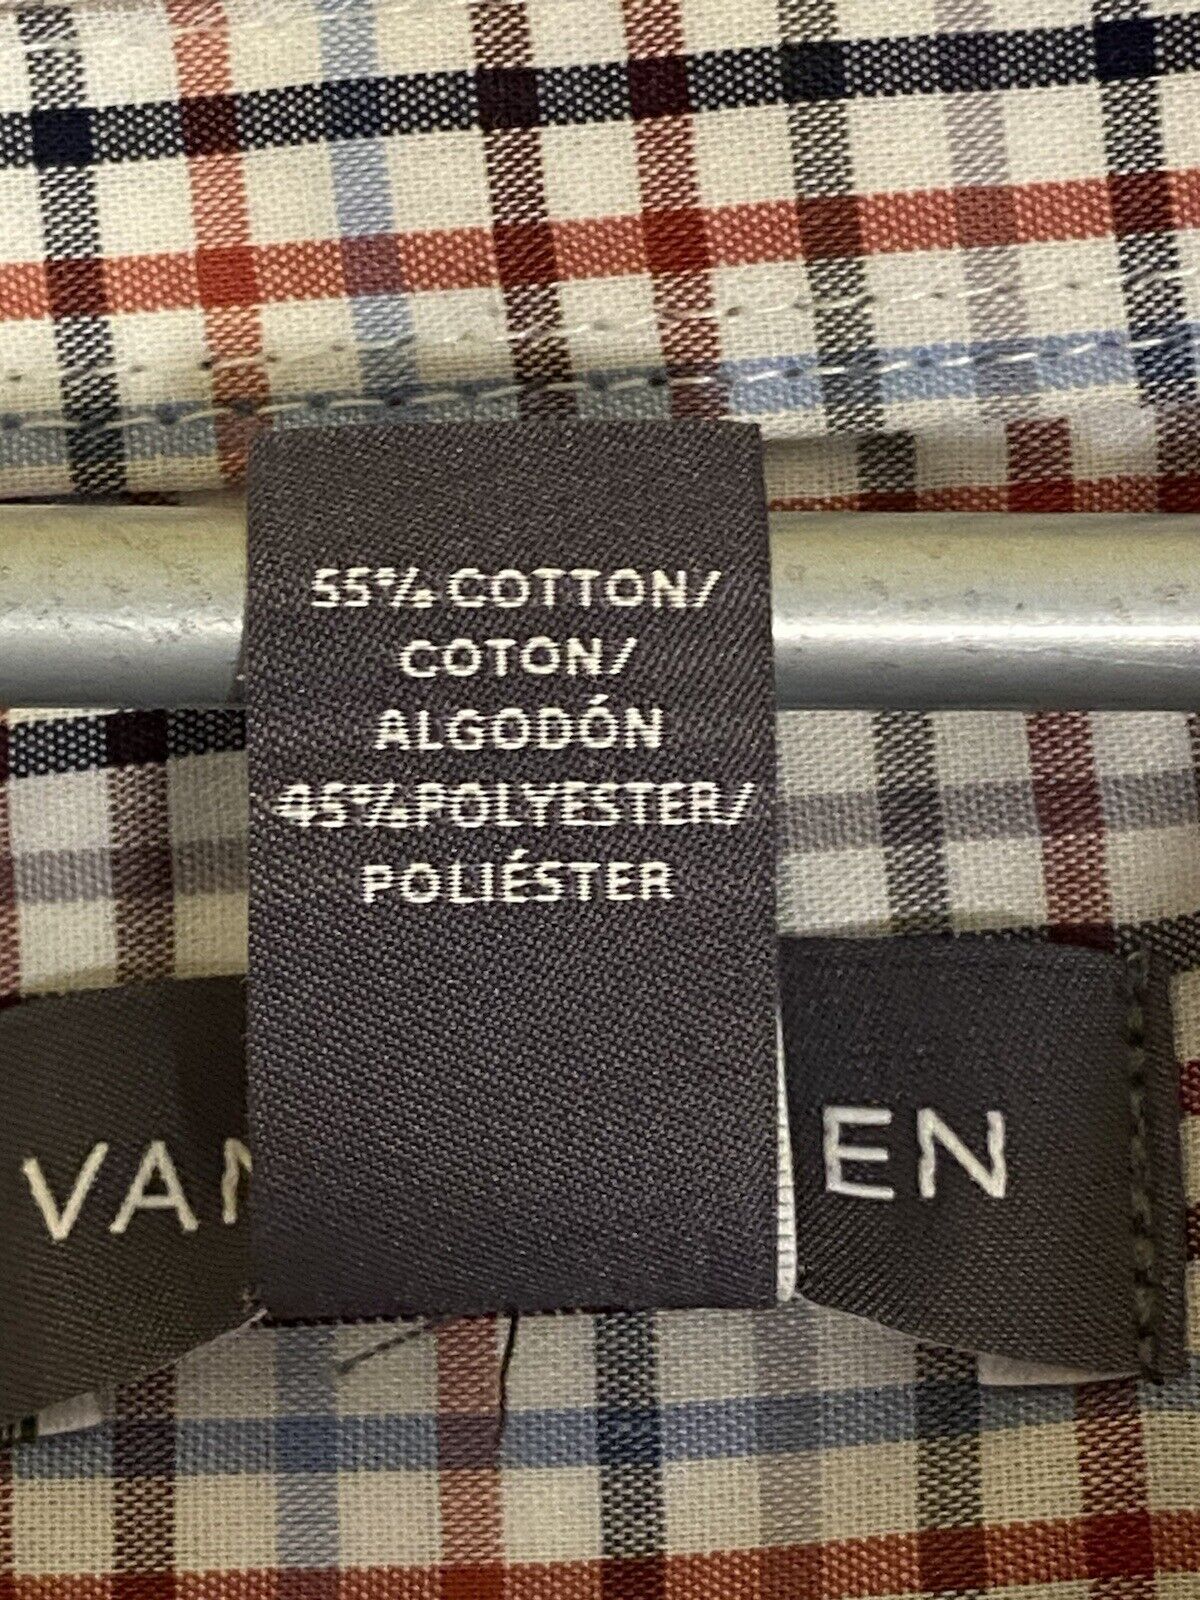 55% COTTON/
COTON/
ALGODÓN
45% POLYESTER/
POLIÉSTER
VAN EN